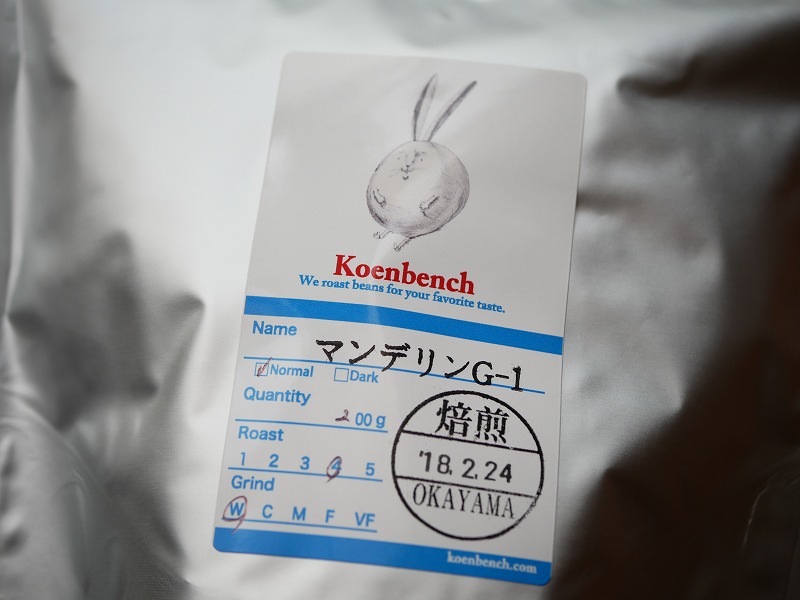 Koenbench
We roast beans for your favorite taste.
Name
マンデリンG-1
Normal Dark
Quantity
200g
Roast
1 2 3 4 5
Grind
W C M F VF
焙煎
'18.2.24
OKAYAMA
koenbench.com